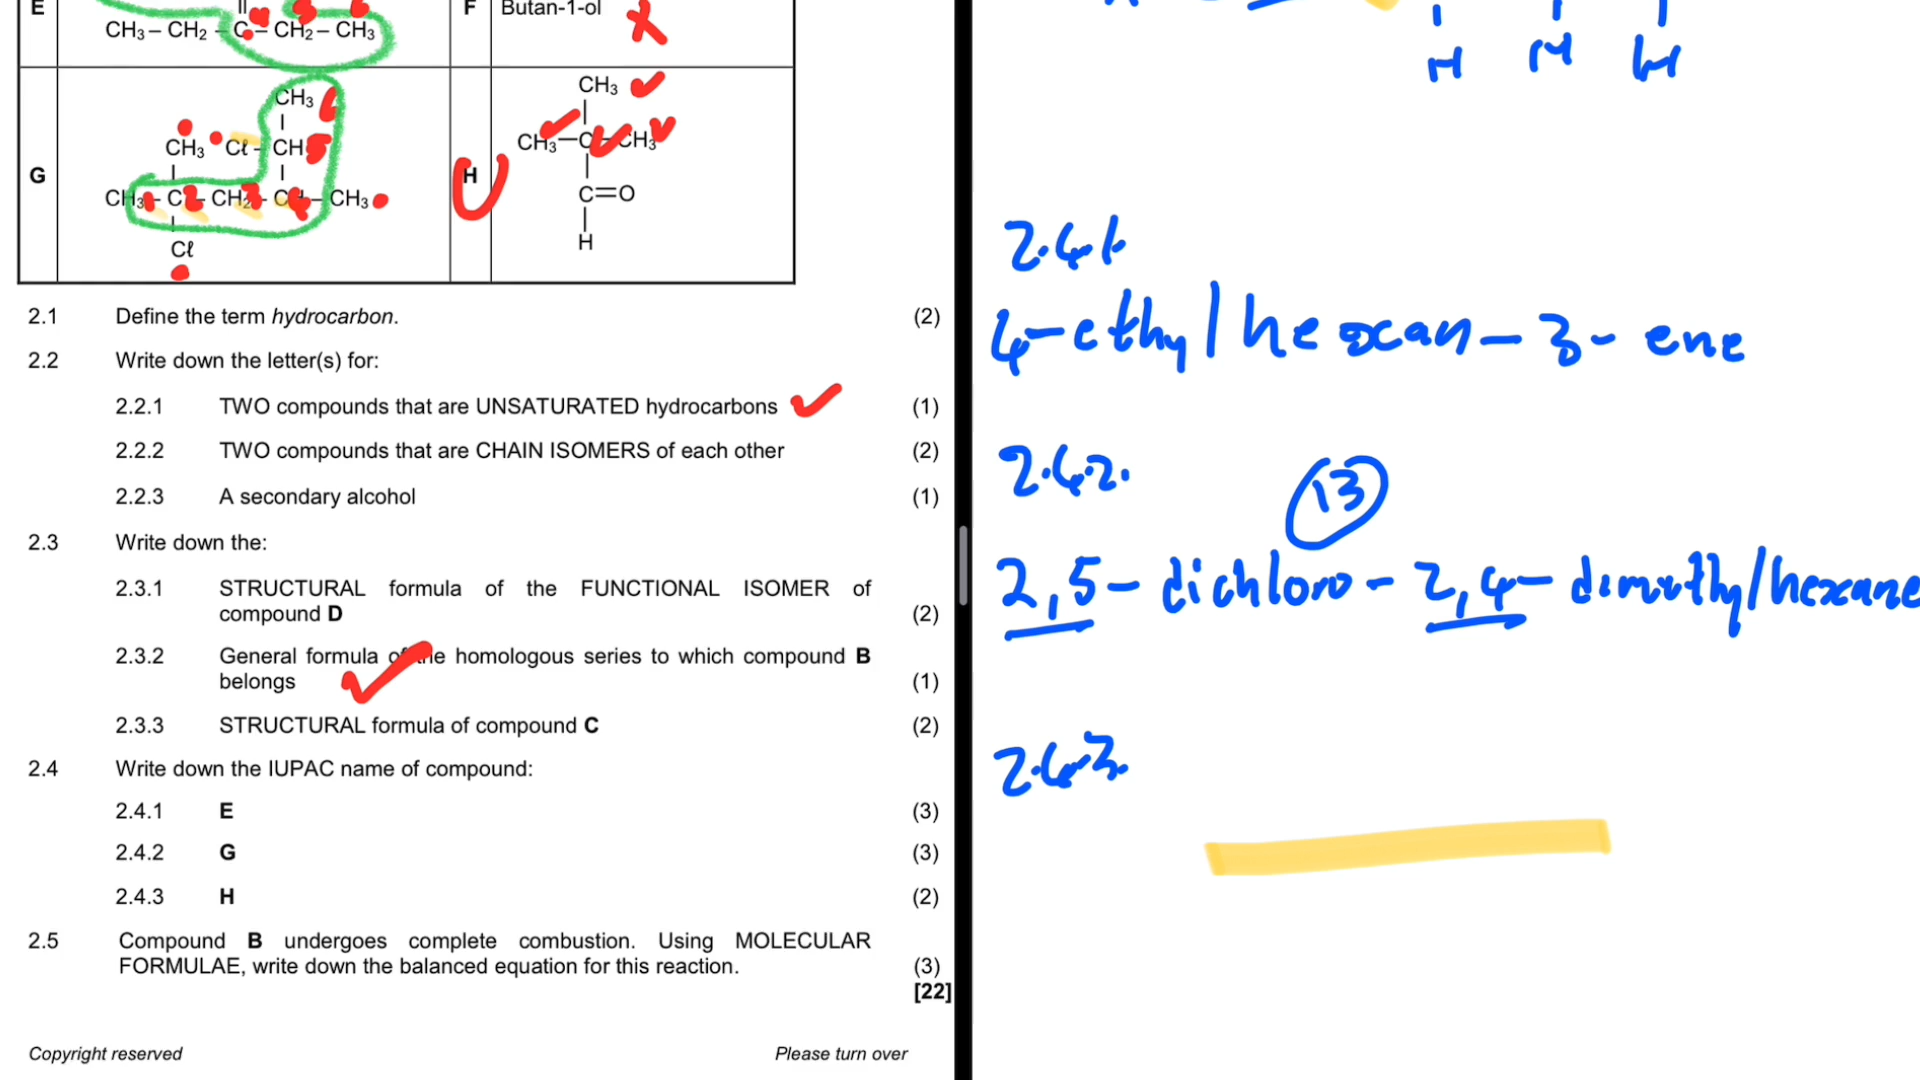 E
CH₃ – CH₂ – C – CH₂ – CH₃
F
Butan-1-ol
G
CH₃
CH₃ Cℓ – CH
CH₃ – C – CH₂ – CH – CH₃
Cℓ
H
CH₃
CH₃ – C – CH₃
C=O
H
2.1 Define the term hydrocarbon. (2)
2.2 Write down the letter(s) for:
2.2.1 TWO compounds that are UNSATURATED hydrocarbons (1)
2.2.2 TWO compounds that are CHAIN ISOMERS of each other (2)
2.2.3 A secondary alcohol (1)
2.3 Write down the:
2.3.1 STRUCTURAL formula of the FUNCTIONAL ISOMER of
compound D (2)
2.3.2 General formula of the homologous series to which compound B
belongs (1)
2.3.3 STRUCTURAL formula of compound C (2)
2.4 Write down the IUPAC name of compound:
2.4.1 E (3)
2.4.2 G (3)
2.4.3 H (2)
2.5 Compound B undergoes complete combustion. Using MOLECULAR
FORMULAE, write down the balanced equation for this reaction. (3)
[22]
Copyright reserved
Please turn over
H H H
2.4.1
4-ethylhexan-3-ene
2.4.2.
13
2,5-dichloro-2,4-dimethylhexane
2.4.3.